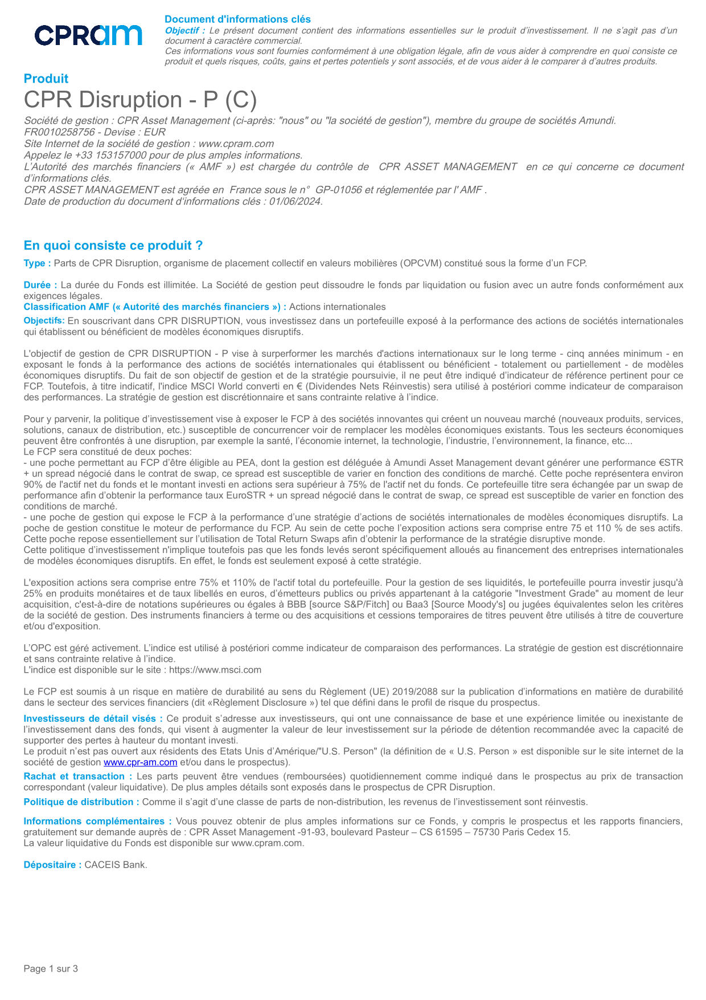 CPRam
Document d'informations clés
Objectif : Le présent document contient des informations essentielles sur le produit d’investissement. Il ne s’agit pas d’un
document à caractère commercial.
Ces informations vous sont fournies conformément à une obligation légale, afin de vous aider à comprendre en quoi consiste ce
produit et quels risques, coûts, gains et pertes potentiels y sont associés, et de vous aider à le comparer à d’autres produits.
Produit
CPR Disruption - P (C)
Société de gestion : CPR Asset Management (ci-après: "nous" ou "la société de gestion"), membre du groupe de sociétés Amundi.
FR0010258756 - Devise : EUR
Site Internet de la société de gestion : www.cpram.com
Appelez le +33 153157000 pour de plus amples informations.
L’Autorité des marchés financiers (« AMF ») est chargée du contrôle de CPR ASSET MANAGEMENT en ce qui concerne ce document
d’informations clés.
CPR ASSET MANAGEMENT est agréée en France sous le n° GP-01056 et réglementée par l' AMF .
Date de production du document d‘informations clés : 01/06/2024.
En quoi consiste ce produit ?
Type : Parts de CPR Disruption, organisme de placement collectif en valeurs mobilières (OPCVM) constitué sous la forme d’un FCP.
Durée : La durée du Fonds est illimitée. La Société de gestion peut dissoudre le fonds par liquidation ou fusion avec un autre fonds conformément aux
exigences légales.
Classification AMF (« Autorité des marchés financiers ») : Actions internationales
Objectifs: En souscrivant dans CPR DISRUPTION, vous investissez dans un portefeuille exposé à la performance des actions de sociétés internationales
qui établissent ou bénéficient de modèles économiques disruptifs.
L'objectif de gestion de CPR DISRUPTION - P vise à surperformer les marchés d'actions internationaux sur le long terme - cinq années minimum - en
exposant le fonds à la performance des actions de sociétés internationales qui établissent ou bénéficient - totalement ou partiellement - de modèles
économiques disruptifs. Du fait de son objectif de gestion et de la stratégie poursuivie, il ne peut être indiqué d’indicateur de référence pertinent pour ce
FCP. Toutefois, à titre indicatif, l'indice MSCI World converti en € (Dividendes Nets Réinvestis) sera utilisé à postériori comme indicateur de comparaison
des performances. La stratégie de gestion est discrétionnaire et sans contrainte relative à l’indice.
Pour y parvenir, la politique d’investissement vise à exposer le FCP à des sociétés innovantes qui créent un nouveau marché (nouveaux produits, services,
solutions, canaux de distribution, etc.) susceptible de concurrencer voir de remplacer les modèles économiques existants. Tous les secteurs économiques
peuvent être confrontés à une disruption, par exemple la santé, l’économie internet, la technologie, l’industrie, l’environnement, la finance, etc...
Le FCP sera constitué de deux poches:
- une poche permettant au FCP d’être éligible au PEA, dont la gestion est déléguée à Amundi Asset Management devant générer une performance €STR
+ un spread négocié dans le contrat de swap, ce spread est susceptible de varier en fonction des conditions de marché. Cette poche représentera environ
90% de l'actif net du fonds et le montant investi en actions sera supérieur à 75% de l'actif net du fonds. Ce portefeuille titre sera échangée par un swap de
performance afin d’obtenir la performance taux EuroSTR + un spread négocié dans le contrat de swap, ce spread est susceptible de varier en fonction des
conditions de marché.
- une poche de gestion qui expose le FCP à la performance d’une stratégie d’actions de sociétés internationales de modèles économiques disruptifs. La
poche de gestion constitue le moteur de performance du FCP. Au sein de cette poche l’exposition actions sera comprise entre 75 et 110 % de ses actifs.
Cette poche repose essentiellement sur l’utilisation de Total Return Swaps afin d’obtenir la performance de la stratégie disruptive monde.
Cette politique d’investissement n'implique toutefois pas que les fonds levés seront spécifiquement alloués au financement des entreprises internationales
de modèles économiques disruptifs. En effet, le fonds est seulement exposé à cette stratégie.
L'exposition actions sera comprise entre 75% et 110% de l'actif total du portefeuille. Pour la gestion de ses liquidités, le portefeuille pourra investir jusqu'à
25% en produits monétaires et de taux libellés en euros, d’émetteurs publics ou privés appartenant à la catégorie "Investment Grade" au moment de leur
acquisition, c'est-à-dire de notations supérieures ou égales à BBB [source S&P/Fitch] ou Baa3 [Source Moody's] ou jugées équivalentes selon les critères
de la société de gestion. Des instruments financiers à terme ou des acquisitions et cessions temporaires de titres peuvent être utilisés à titre de couverture
et/ou d'exposition.
L’OPC est géré activement. L’indice est utilisé à postériori comme indicateur de comparaison des performances. La stratégie de gestion est discrétionnaire
et sans contrainte relative à l’indice.
L'indice est disponible sur le site : https://www.msci.com
Le FCP est soumis à un risque en matière de durabilité au sens du Règlement (UE) 2019/2088 sur la publication d’informations en matière de durabilité
dans le secteur des services financiers (dit «Règlement Disclosure ») tel que défini dans le profil de risque du prospectus.
Investisseurs de détail visés : Ce produit s’adresse aux investisseurs, qui ont une connaissance de base et une expérience limitée ou inexistante de
l’investissement dans des fonds, qui visent à augmenter la valeur de leur investissement sur la période de détention recommandée avec la capacité de
supporter des pertes à hauteur du montant investi.
Le produit n’est pas ouvert aux résidents des Etats Unis d’Amérique/"U.S. Person" (la définition de « U.S. Person » est disponible sur le site internet de la
société de gestion www.cpr-am.com et/ou dans le prospectus).
Rachat et transaction : Les parts peuvent être vendues (remboursées) quotidiennement comme indiqué dans le prospectus au prix de transaction
correspondant (valeur liquidative). De plus amples détails sont exposés dans le prospectus de CPR Disruption.
Politique de distribution : Comme il s’agit d’une classe de parts de non-distribution, les revenus de l’investissement sont réinvestis.
Informations complémentaires : Vous pouvez obtenir de plus amples informations sur ce Fonds, y compris le prospectus et les rapports financiers,
gratuitement sur demande auprès de : CPR Asset Management -91-93, boulevard Pasteur – CS 61595 – 75730 Paris Cedex 15.
La valeur liquidative du Fonds est disponible sur www.cpram.com.
Dépositaire : CACEIS Bank.
Page 1 sur 3